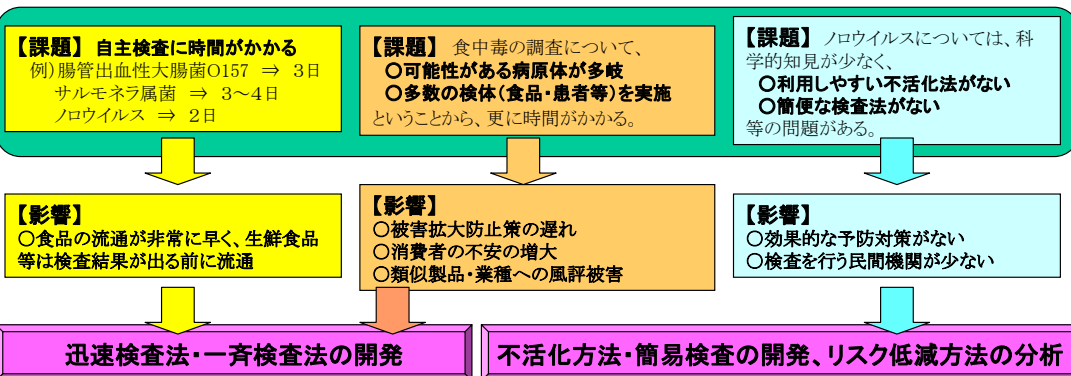 【課題】 自主検査に時間がかかる
例)腸管出血性大腸菌O157 ⇒ 3日
サルモネラ属菌 ⇒ 3～4日
ノロウイルス ⇒ 2日
【課題】 食中毒の調査について、
○可能性がある病原体が多岐
○多数の検体(食品・患者等)を実施
ということから、更に時間がかかる。
【課題】 ノロウイルスについては、科
学的知見が少なく、
○利用しやすい不活化法がない
○簡便な検査法がない
等の問題がある。
【影響】
○食品の流通が非常に早く、生鮮食品
等は検査結果が出る前に流通
【影響】
○被害拡大防止策の遅れ
○消費者の不安の増大
○類似製品・業種への風評被害
【影響】
○効果的な予防対策がない
○検査を行う民間機関が少ない
迅速検査法・一斉検査法の開発
不活化方法・簡易検査の開発、リスク低減方法の分析